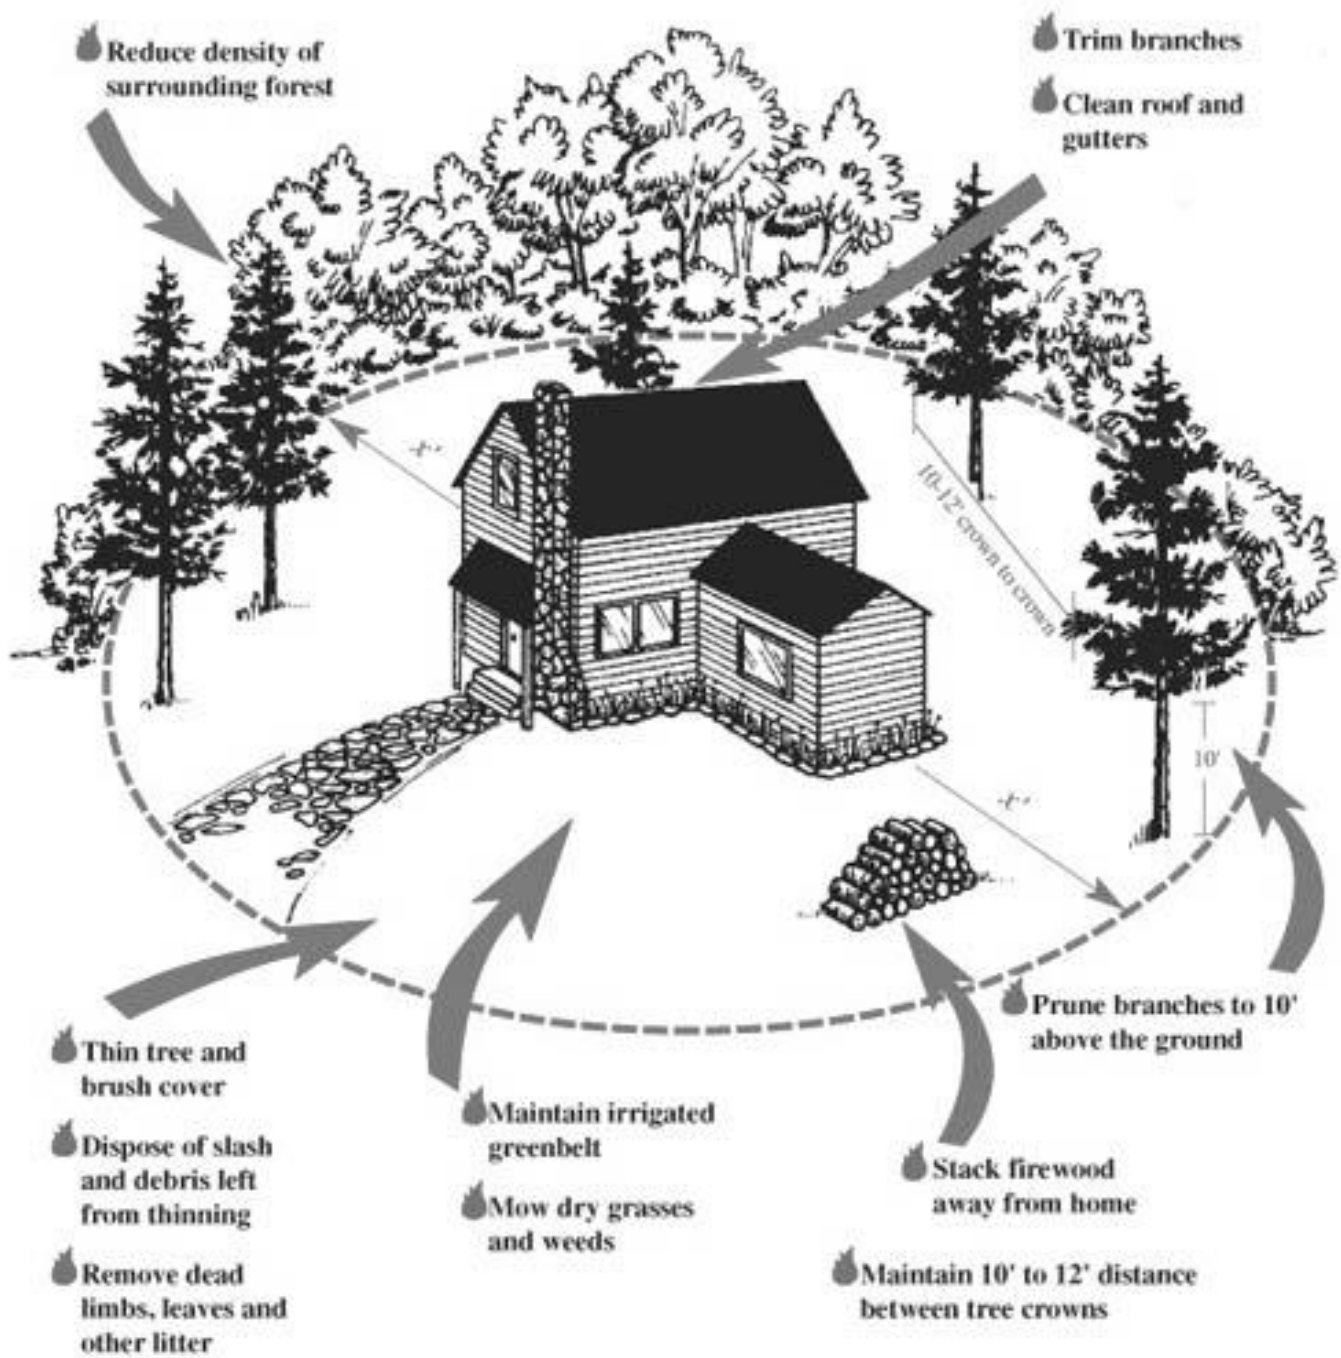 Reduce density of
surrounding forest
Trim branches
Clean roof and
gutters
10-12' crown to crown
10'
Prune branches to 10'
above the ground
Thin tree and
brush cover
Dispose of slash
and debris left
from thinning
Remove dead
limbs, leaves and
other litter
Maintain irrigated
greenbelt
Mow dry grasses
and weeds
Stack firewood
away from home
Maintain 10' to 12' distance
between tree crowns